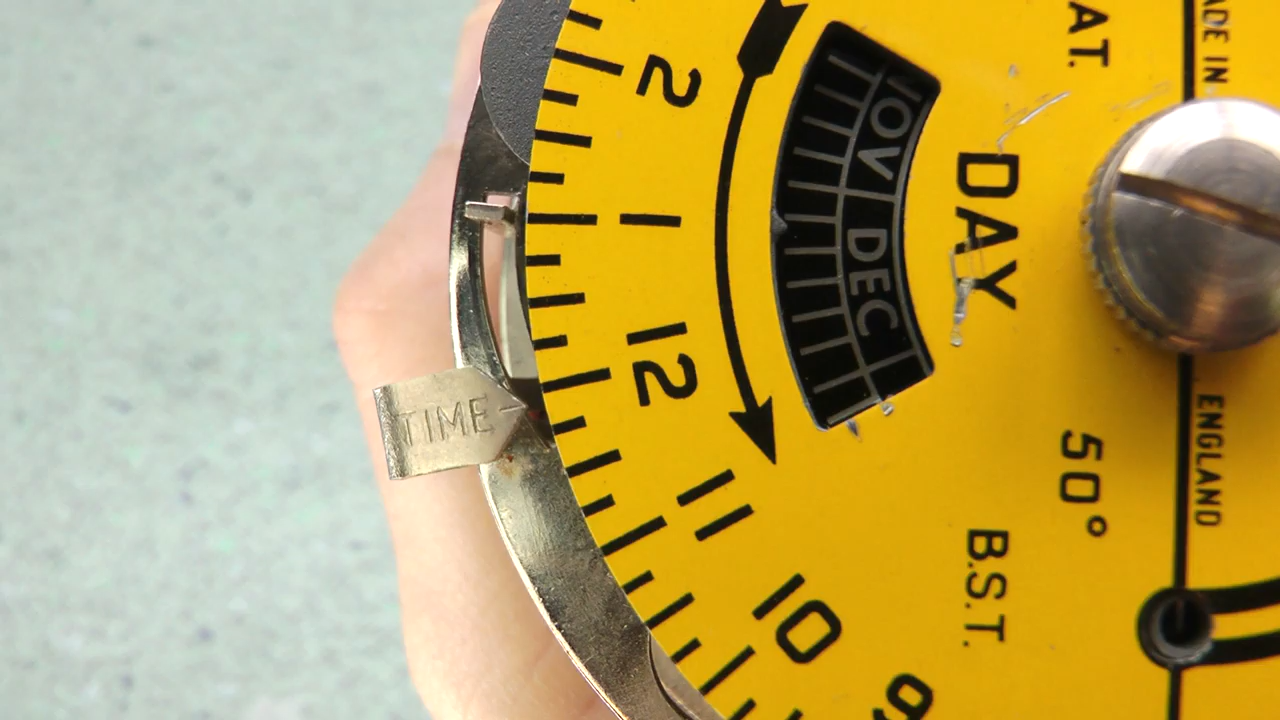 TIME
2
1
12
11
10
9
OV DEC
DAY
AT.
50°
B.S.T.
ADE IN
ENGLAND